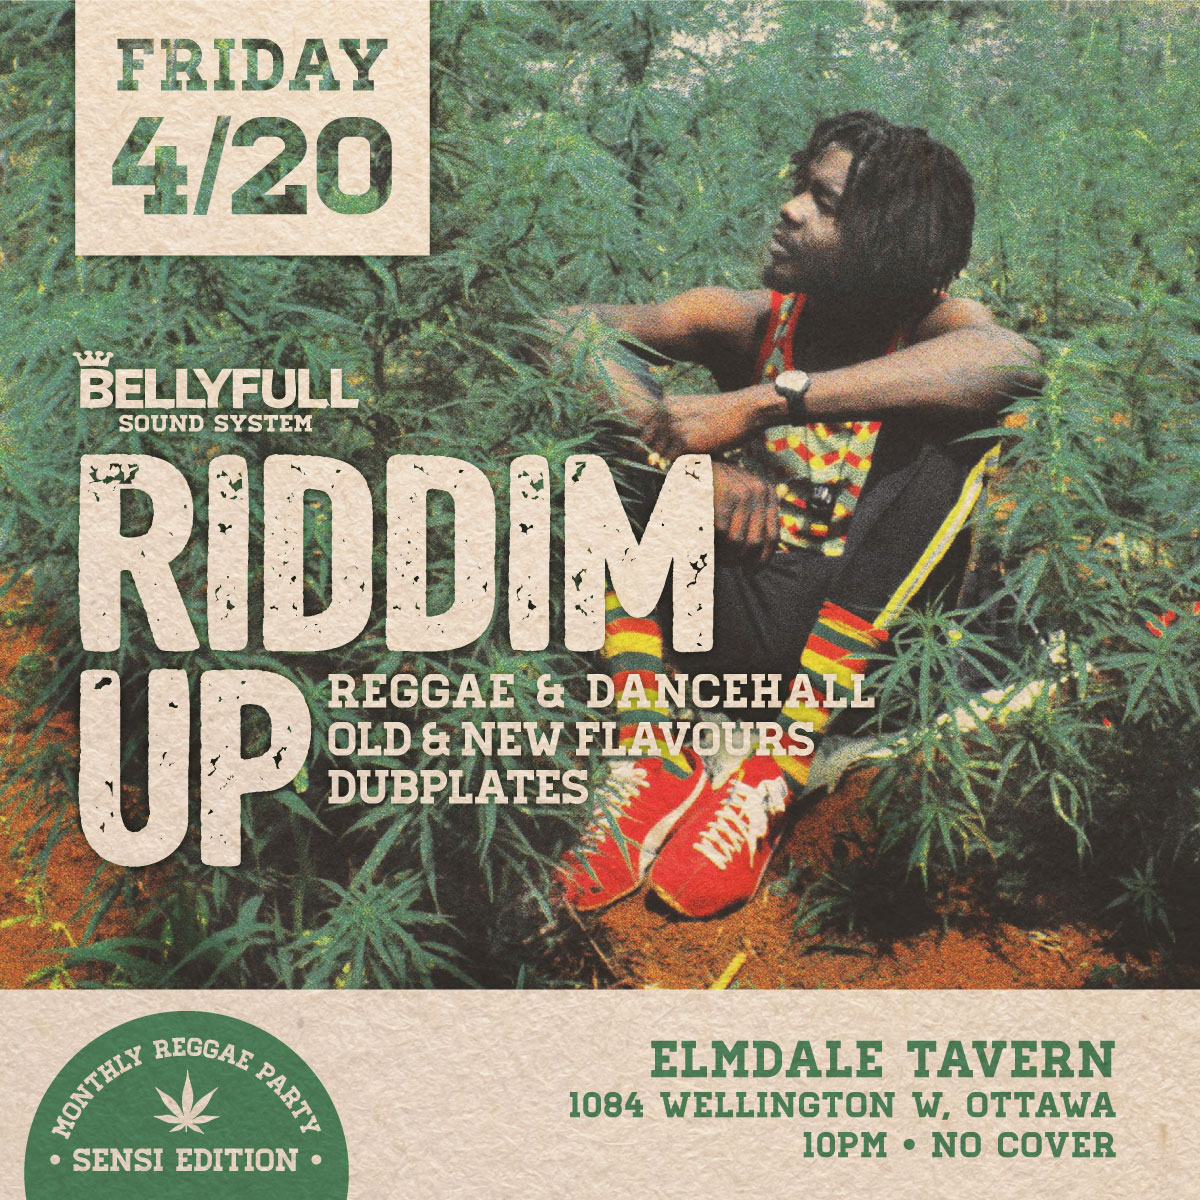 FRIDAY
4/20
BELLYFULL
SOUND SYSTEM
RIDDIM
UP
REGGAE & DANCEHALL
OLD & NEW FLAVOURS
DUBPLATES
MONTHLY REGGAE PARTY
• SENSI EDITION •
ELMDALE TAVERN
1084 WELLINGTON W, OTTAWA
10PM • NO COVER